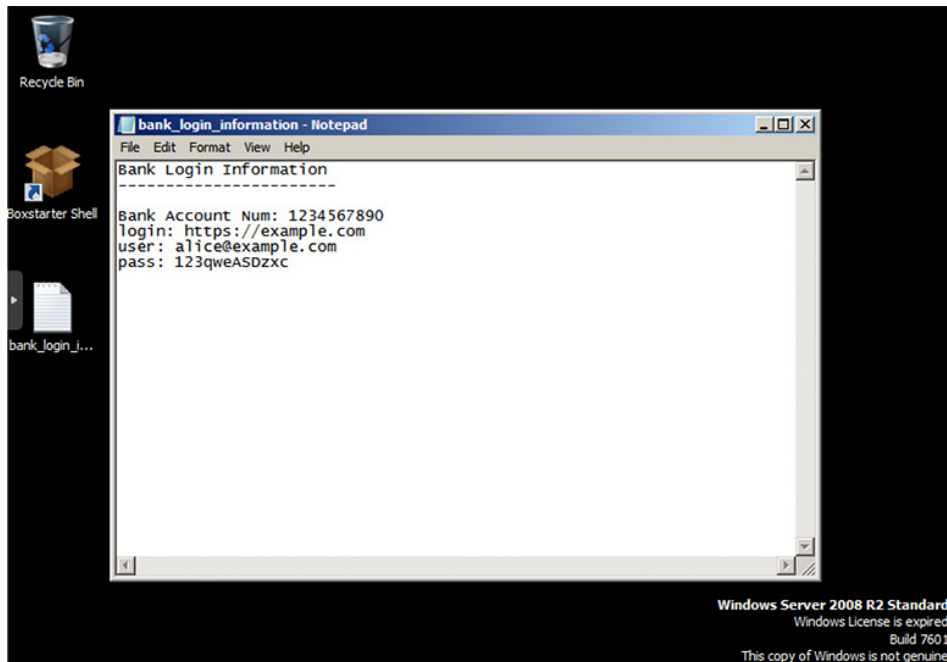 Recycle Bin
Boxstarter Shell
bank_login_i...
bank_login_information - Notepad
File Edit Format View Help
Bank Login Information
-----------------------
Bank Account Num: 1234567890
login: https://example.com
user: alice@example.com
pass: 123qweASDzxc
Windows Server 2008 R2 Standard
Windows License is expired
Build 7601
This copy of Windows is not genuine